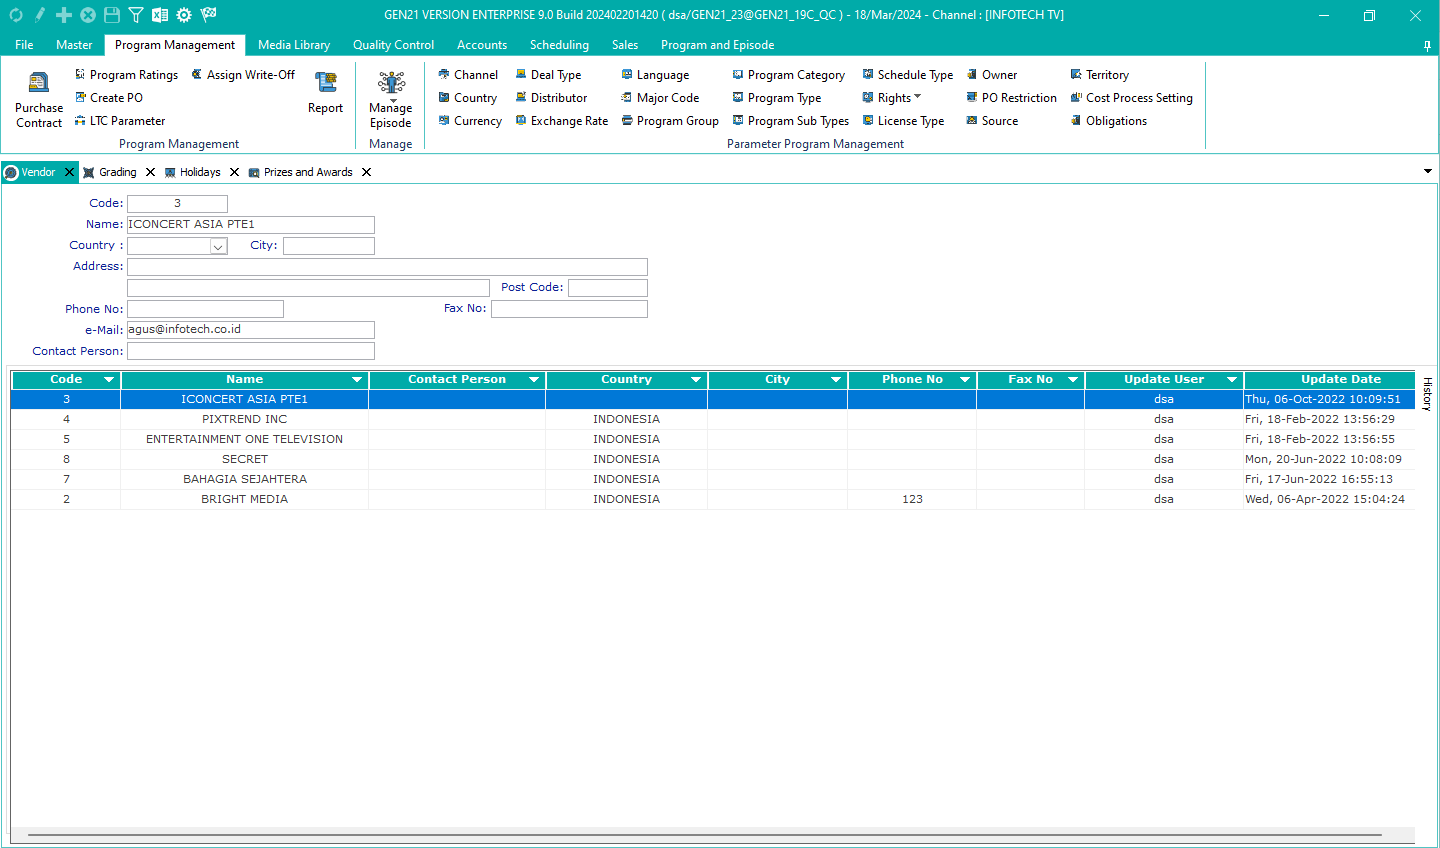 GEN21 VERSION ENTERPRISE 9.0 Build 202402201420 ( dsa/GEN21_23@GEN21_19C_QC ) - 18/Mar/2024 - Channel : [INFOTECH TV]
File Master Program Management Media Library Quality Control Accounts Scheduling Sales Program and Episode
Program Ratings Assign Write-Off Channel Deal Type Language Program Category Schedule Type Owner Territory
Purchase Contract Create PO Report Manage Episode Country Distributor Major Code Program Type Rights PO Restriction Cost Process Setting
LTC Parameter Currency Exchange Rate Program Group Program Sub Types License Type Source Obligations
Program Management Manage Parameter Program Management
Vendor Grading Holidays Prizes and Awards
Code: 3
Name: ICONCERT ASIA PTE1
Country : City:
Address:
Post Code:
Phone No: Fax No:
e-Mail: agus@infotech.co.id
Contact Person:
Code Name Contact Person Country City Phone No Fax No Update User Update Date
3 ICONCERT ASIA PTE1 dsa Thu, 06-Oct-2022 10:09:51
4 PIXTREND INC INDONESIA dsa Fri, 18-Feb-2022 13:56:29
5 ENTERTAINMENT ONE TELEVISION INDONESIA dsa Fri, 18-Feb-2022 13:56:55
8 SECRET INDONESIA dsa Mon, 20-Jun-2022 10:08:09
7 BAHAGIA SEJAHTERA INDONESIA dsa Fri, 17-Jun-2022 16:55:13
2 BRIGHT MEDIA INDONESIA 123 dsa Wed, 06-Apr-2022 15:04:24
History